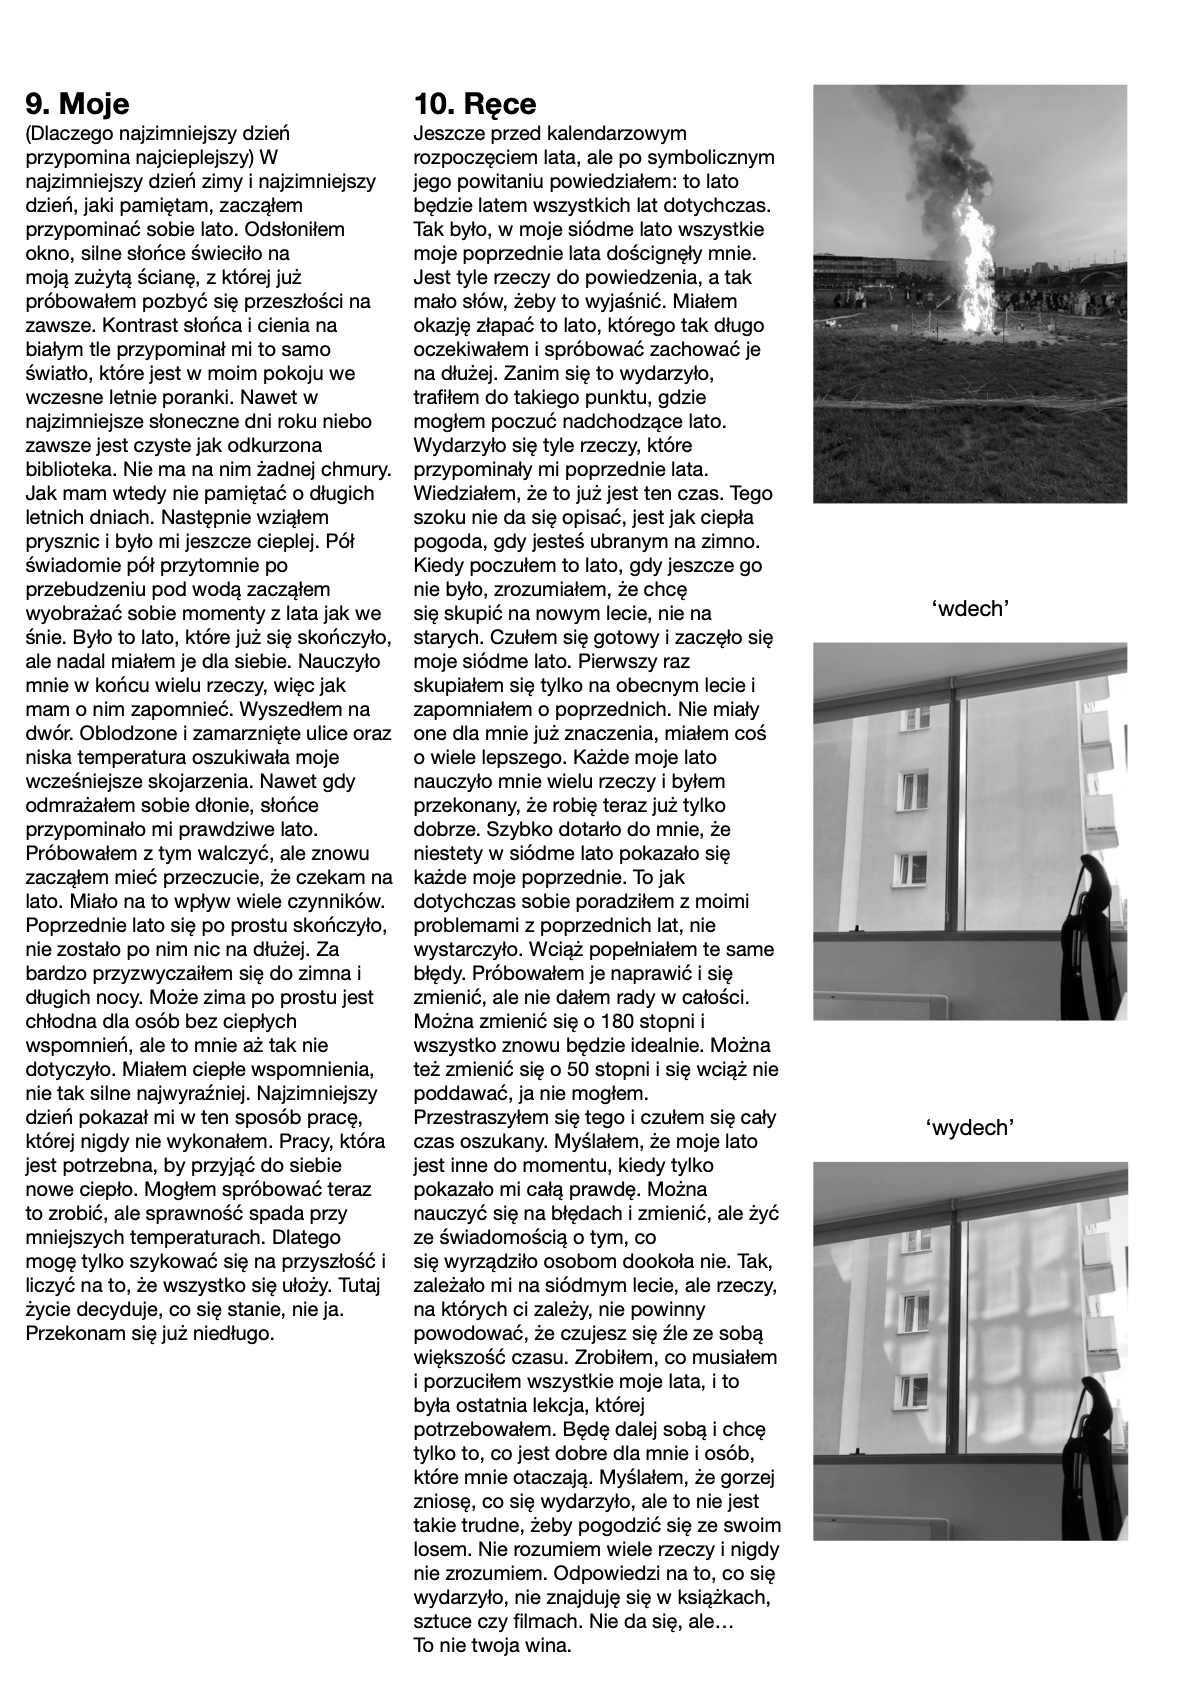 9. Moje
(Dlaczego najzimniejszy dzień
przypomina najcieplejszy) W
najzimniejszy dzień zimy i najzimniejszy
dzień, jaki pamiętam, zacząłem
przypominać sobie lato. Odsłoniłem
okno, silne słońce świeciło na
moją zużytą ścianę, z której już
próbowałem pozbyć się przeszłości na
zawsze. Kontrast słońca i cienia na
białym tle przypominał mi to samo
światło, które jest w moim pokoju we
wczesne letnie poranki. Nawet w
najzimniejsze słoneczne dni roku niebo
zawsze jest czyste jak odkurzona
biblioteka. Nie ma na nim żadnej chmury.
Jak mam wtedy nie pamiętać o długich
letnich dniach. Następnie wziąłem
prysznic i było mi jeszcze cieplej. Pół
świadomie pół przytomnie po
przebudzeniu pod wodą zacząłem
wyobrażać sobie momenty z lata jak we
śnie. Było to lato, które już się skończyło,
ale nadal miałem je dla siebie. Nauczyło
mnie w końcu wielu rzeczy, więc jak
mam o nim zapomnieć. Wyszedłem na
dwór. Oblodzone i zamarznięte ulice oraz
niska temperatura oszukiwała moje
wcześniejsze skojarzenia. Nawet gdy
odmrażałem sobie dłonie, słońce
przypominało mi prawdziwe lato.
Próbowałem z tym walczyć, ale znowu
zacząłem mieć przeczucie, że czekam na
lato. Miało na to wpływ wiele czynników.
Poprzednie lato się po prostu skończyło,
nie zostało po nim nic na dłużej. Za
bardzo przyzwyczaiłem się do zimna i
długich nocy. Może zima po prostu jest
chłodna dla osób bez ciepłych
wspomnień, ale to mnie aż tak nie
dotyczyło. Miałem ciepłe wspomnienia,
nie tak silne najwyraźniej. Najzimniejszy
dzień pokazał mi w ten sposób pracę,
której nigdy nie wykonałem. Pracy, która
jest potrzebna, by przyjąć do siebie
nowe ciepło. Mogłem spróbować teraz
to zrobić, ale sprawność spada przy
mniejszych temperaturach. Dlatego
mogę tylko szykować się na przyszłość i
liczyć na to, że wszystko się ułoży. Tutaj
życie decyduje, co się stanie, nie ja.
Przekonam się już niedługo.
10. Ręce
Jeszcze przed kalendarzowym
rozpoczęciem lata, ale po symbolicznym
jego powitaniu powiedziałem: to lato
będzie latem wszystkich lat dotychczas.
Tak było, w moje siódme lato wszystkie
moje poprzednie lata doścignęły mnie.
Jest tyle rzeczy do powiedzenia, a tak
mało słów, żeby to wyjaśnić. Miałem
okazję złapać to lato, którego tak długo
oczekiwałem i spróbować zachować je
na dłużej. Zanim się to wydarzyło,
trafiłem do takiego punktu, gdzie
mogłem poczuć nadchodzące lato.
Wydarzyło się tyle rzeczy, które
przypominały mi poprzednie lata.
Wiedziałem, że to już jest ten czas. Tego
szoku nie da się opisać, jest jak ciepła
pogoda, gdy jesteś ubranym na zimno.
Kiedy poczułem to lato, gdy jeszcze go
nie było, zrozumiałem, że chcę
się skupić na nowym lecie, nie na
starych. Czułem się gotowy i zaczęło się
moje siódme lato. Pierwszy raz
skupiałem się tylko na obecnym lecie i
zapomniałem o poprzednich. Nie miały
one dla mnie już znaczenia, miałem coś
o wiele lepszego. Każde moje lato
nauczyło mnie wielu rzeczy i byłem
przekonany, że robię teraz już tylko
dobrze. Szybko dotarło do mnie, że
niestety w siódme lato pokazało się
każde moje poprzednie. To jak
dotychczas sobie poradziłem z moimi
problemami z poprzednich lat, nie
wystarczyło. Wciąż popełniałem te same
błędy. Próbowałem je naprawić i się
zmienić, ale nie dałem rady w całości.
Można zmienić się o 180 stopni i
wszystko znowu będzie idealnie. Można
też zmienić się o 50 stopni i się wciąż nie
poddawać, ja nie mogłem.
Przestraszyłem się tego i czułem się cały
czas oszukany. Myślałem, że moje lato
jest inne do momentu, kiedy tylko
pokazało mi całą prawdę. Można
nauczyć się na błędach i zmienić, ale żyć
ze świadomością o tym, co
się wyrządziło osobom dookoła nie. Tak,
zależało mi na siódmym lecie, ale rzeczy,
na których ci zależy, nie powinny
powodować, że czujesz się źle ze sobą
większość czasu. Zrobiłem, co musiałem
i porzuciłem wszystkie moje lata, i to
była ostatnia lekcja, której
potrzebowałem. Będę dalej sobą i chcę
tylko to, co jest dobre dla mnie i osób,
które mnie otaczają. Myślałem, że gorzej
zniosę, co się wydarzyło, ale to nie jest
takie trudne, żeby pogodzić się ze swoim
losem. Nie rozumiem wiele rzeczy i nigdy
nie zrozumiem. Odpowiedzi na to, co się
wydarzyło, nie znajduję się w książkach,
sztuce czy filmach. Nie da się, ale…
To nie twoja wina.
‘wdech’
‘wydech’